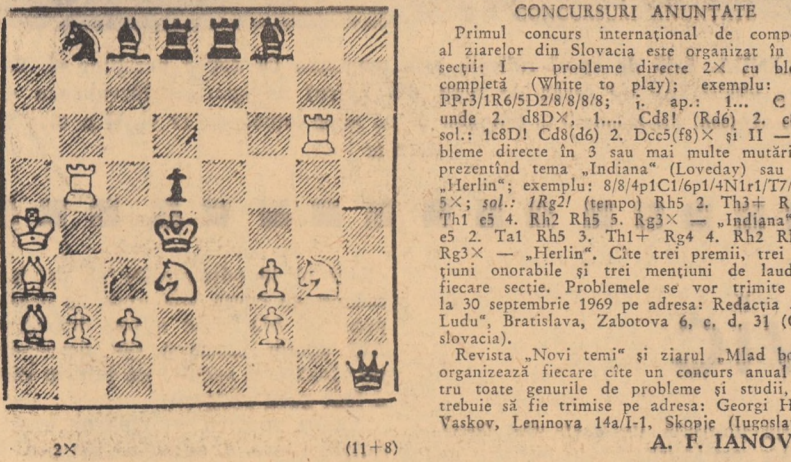 2×
(11+8)
CONCURSURI ANUNȚATE
Primul concurs internațional de
al ziarelor din Slovacia este organizat în
secții: I — probleme directe 2× cu
completă (White to play); exemplu:
PPr3/1R6/5D2/8/8/8/8; j. ap.: 1... C
unde 2. d8D×, 1..., Cd8! (Rd6) 2.
sol.: 1c8D! Cd8(d6) 2. Dcc5(f8)× și II —
bleme directe în 3 sau mai multe mutări
prezentînd tema „Indiana“ (Loveday) sau
„Herlin“; exemplu: 8/8/4p1C1/6p1/4N1r1/T7/
5×; sol.: 1Rg2! (tempo) Rh5 2. Th3+
Th1 e5 4. Rh2 Rh5 5. Rg3× — „Indiana“
e5 2. Ta1 Rh5 3. Th1+ Rg4 4. Rh2
Rg3× — „Herlin“. Cîte trei premii, trei
țiuni onorabile și trei mențiuni de
fiecare secție. Problemele se vor trimite
la 30 septembrie 1969 pe adresa: Redacția
Ludu“, Bratislava, Zabotova 6, c. d. 31
slovacia).
Revista „Novi temi“ și ziarul „Mlad
organizează fiecare cîte un concurs anual
tru toate genurile de probleme și studii,
trebuie să fie trimise pe adresa: Georgi
Vaskov, Leninova 14a/I-1, Skopje
A. F. IANOV